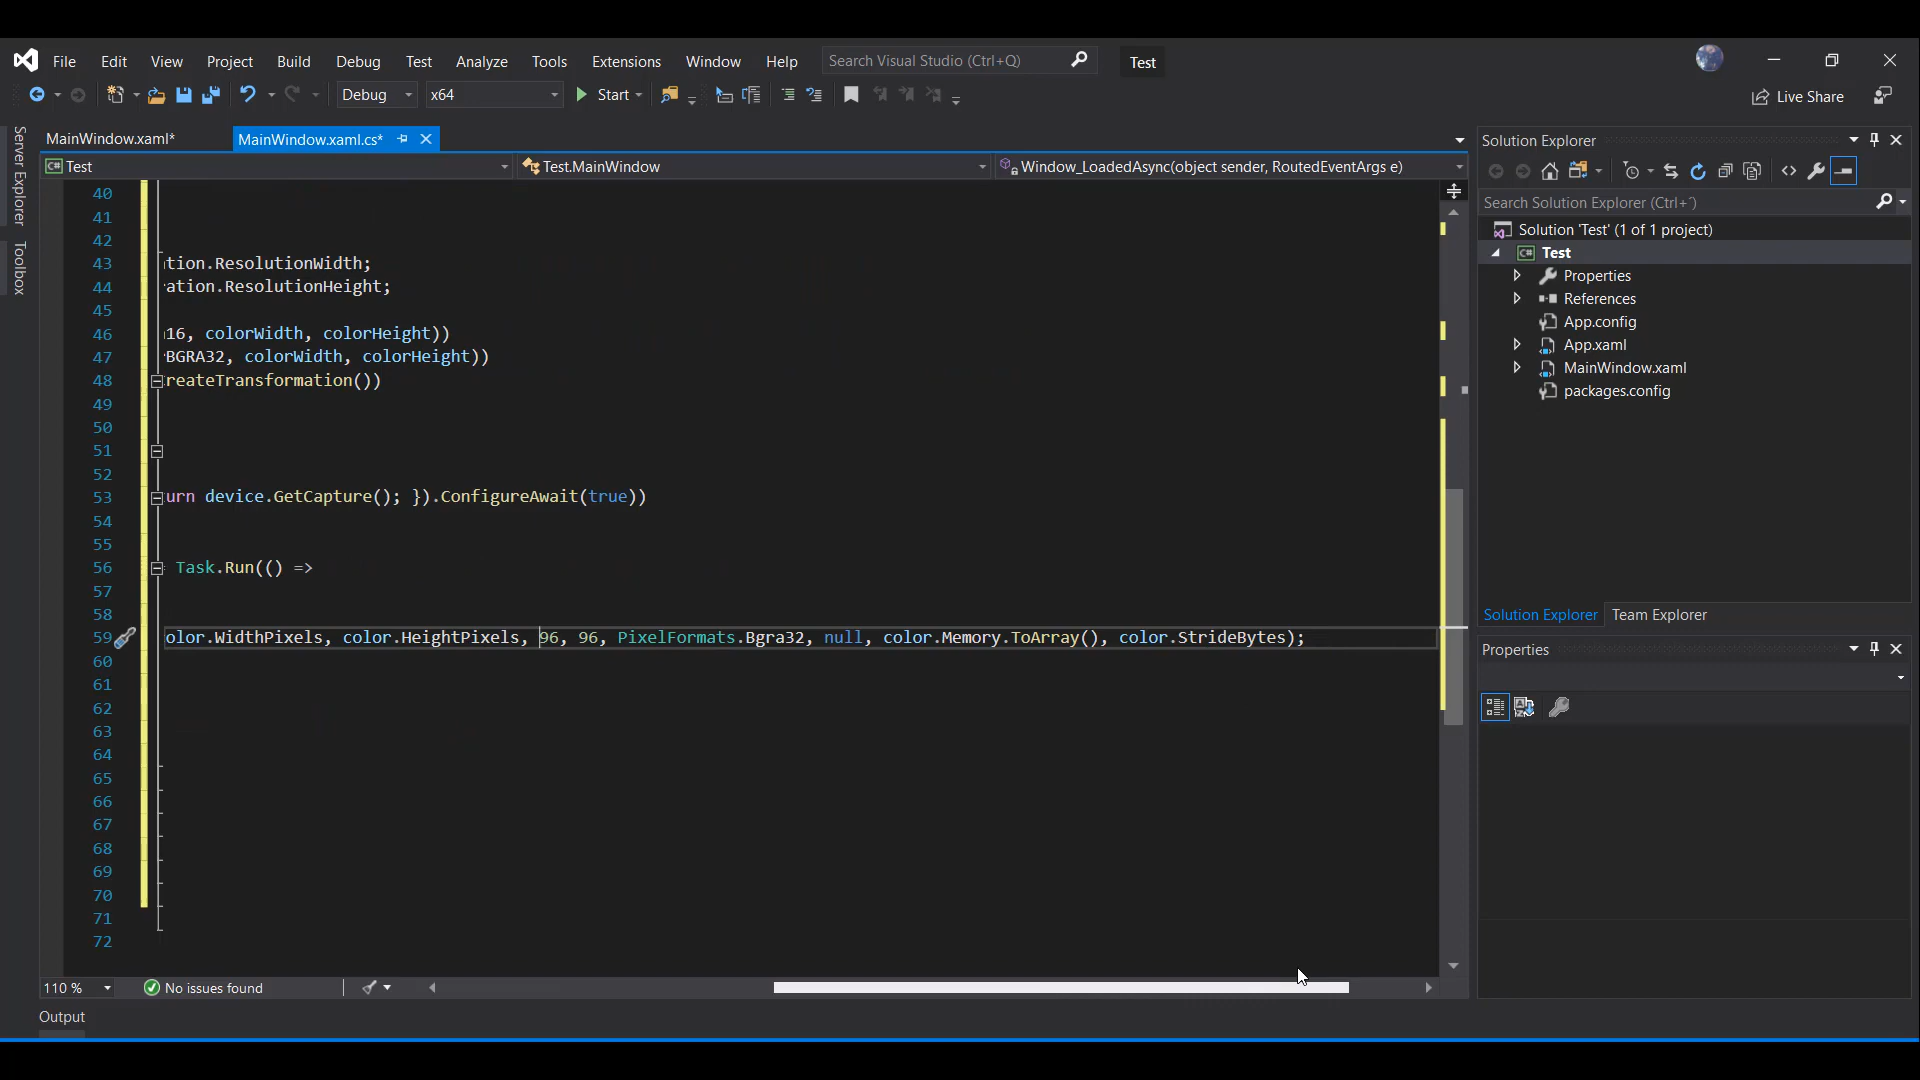 File Edit View Project Build Debug Test Analyze Tools Extensions Window Help Search Visual Studio (Ctrl+Q) Test
Debug x64 Start Live Share
Server Explorer
Toolbox
MainWindow.xaml* MainWindow.xaml.cs*
Test Test.MainWindow Window_LoadedAsync(object sender, RoutedEventArgs e)
40
41
42
43 tion.ResolutionWidth;
44 ration.ResolutionHeight;
45
46 16, colorWidth, colorHeight))
47 BGRA32, colorWidth, colorHeight))
48 reateTransformation())
49
50
51
52
53 urn device.GetCapture(); }).ConfigureAwait(true))
54
55
56 Task.Run(() =>
57
58
59 olor.WidthPixels, color.HeightPixels, 96, 96, PixelFormats.Bgra32, null, color.Memory.ToArray(), color.StrideBytes);
60
61
62
63
64
65
66
67
68
69
70
71
72
110 % No issues found
Output
Solution Explorer
Search Solution Explorer (Ctrl+¨)
Solution 'Test' (1 of 1 project)
Test
Properties
References
App.config
App.xaml
MainWindow.xaml
packages.config
Solution Explorer Team Explorer
Properties